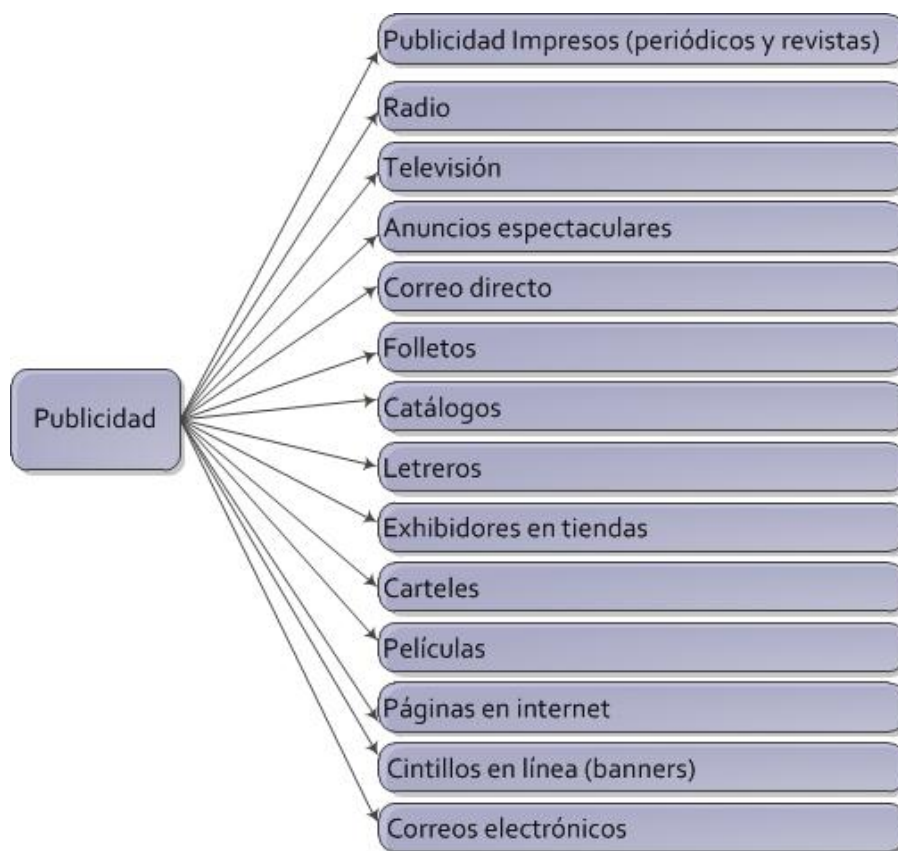 Publicidad Impresos (periódicos y revistas)
Radio
Televisión
Anuncios espectaculares
Correo directo
Folletos
Publicidad
Catálogos
Letreros
Exhibidores en tiendas
Carteles
Películas
Páginas en internet
Cintillos en línea (banners)
Correos electrónicos